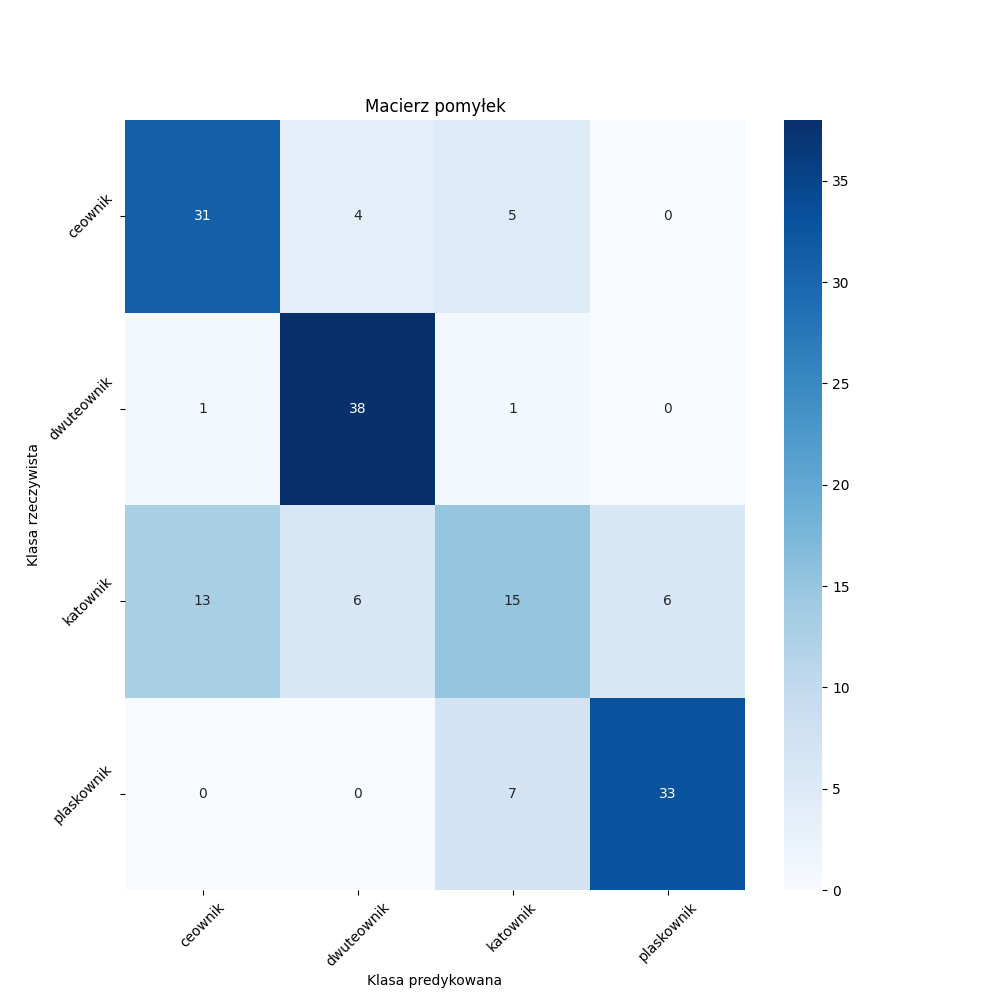 Macierz pomyłek
Klasa rzeczywista
ceownik
31 4 5 0
dwuteownik
1 38 1 0
katownik
13 6 15 6
plaskownik
0 0 7 33
ceownik dwuteownik katownik plaskownik
Klasa predykowana
35
30
25
20
15
10
5
0